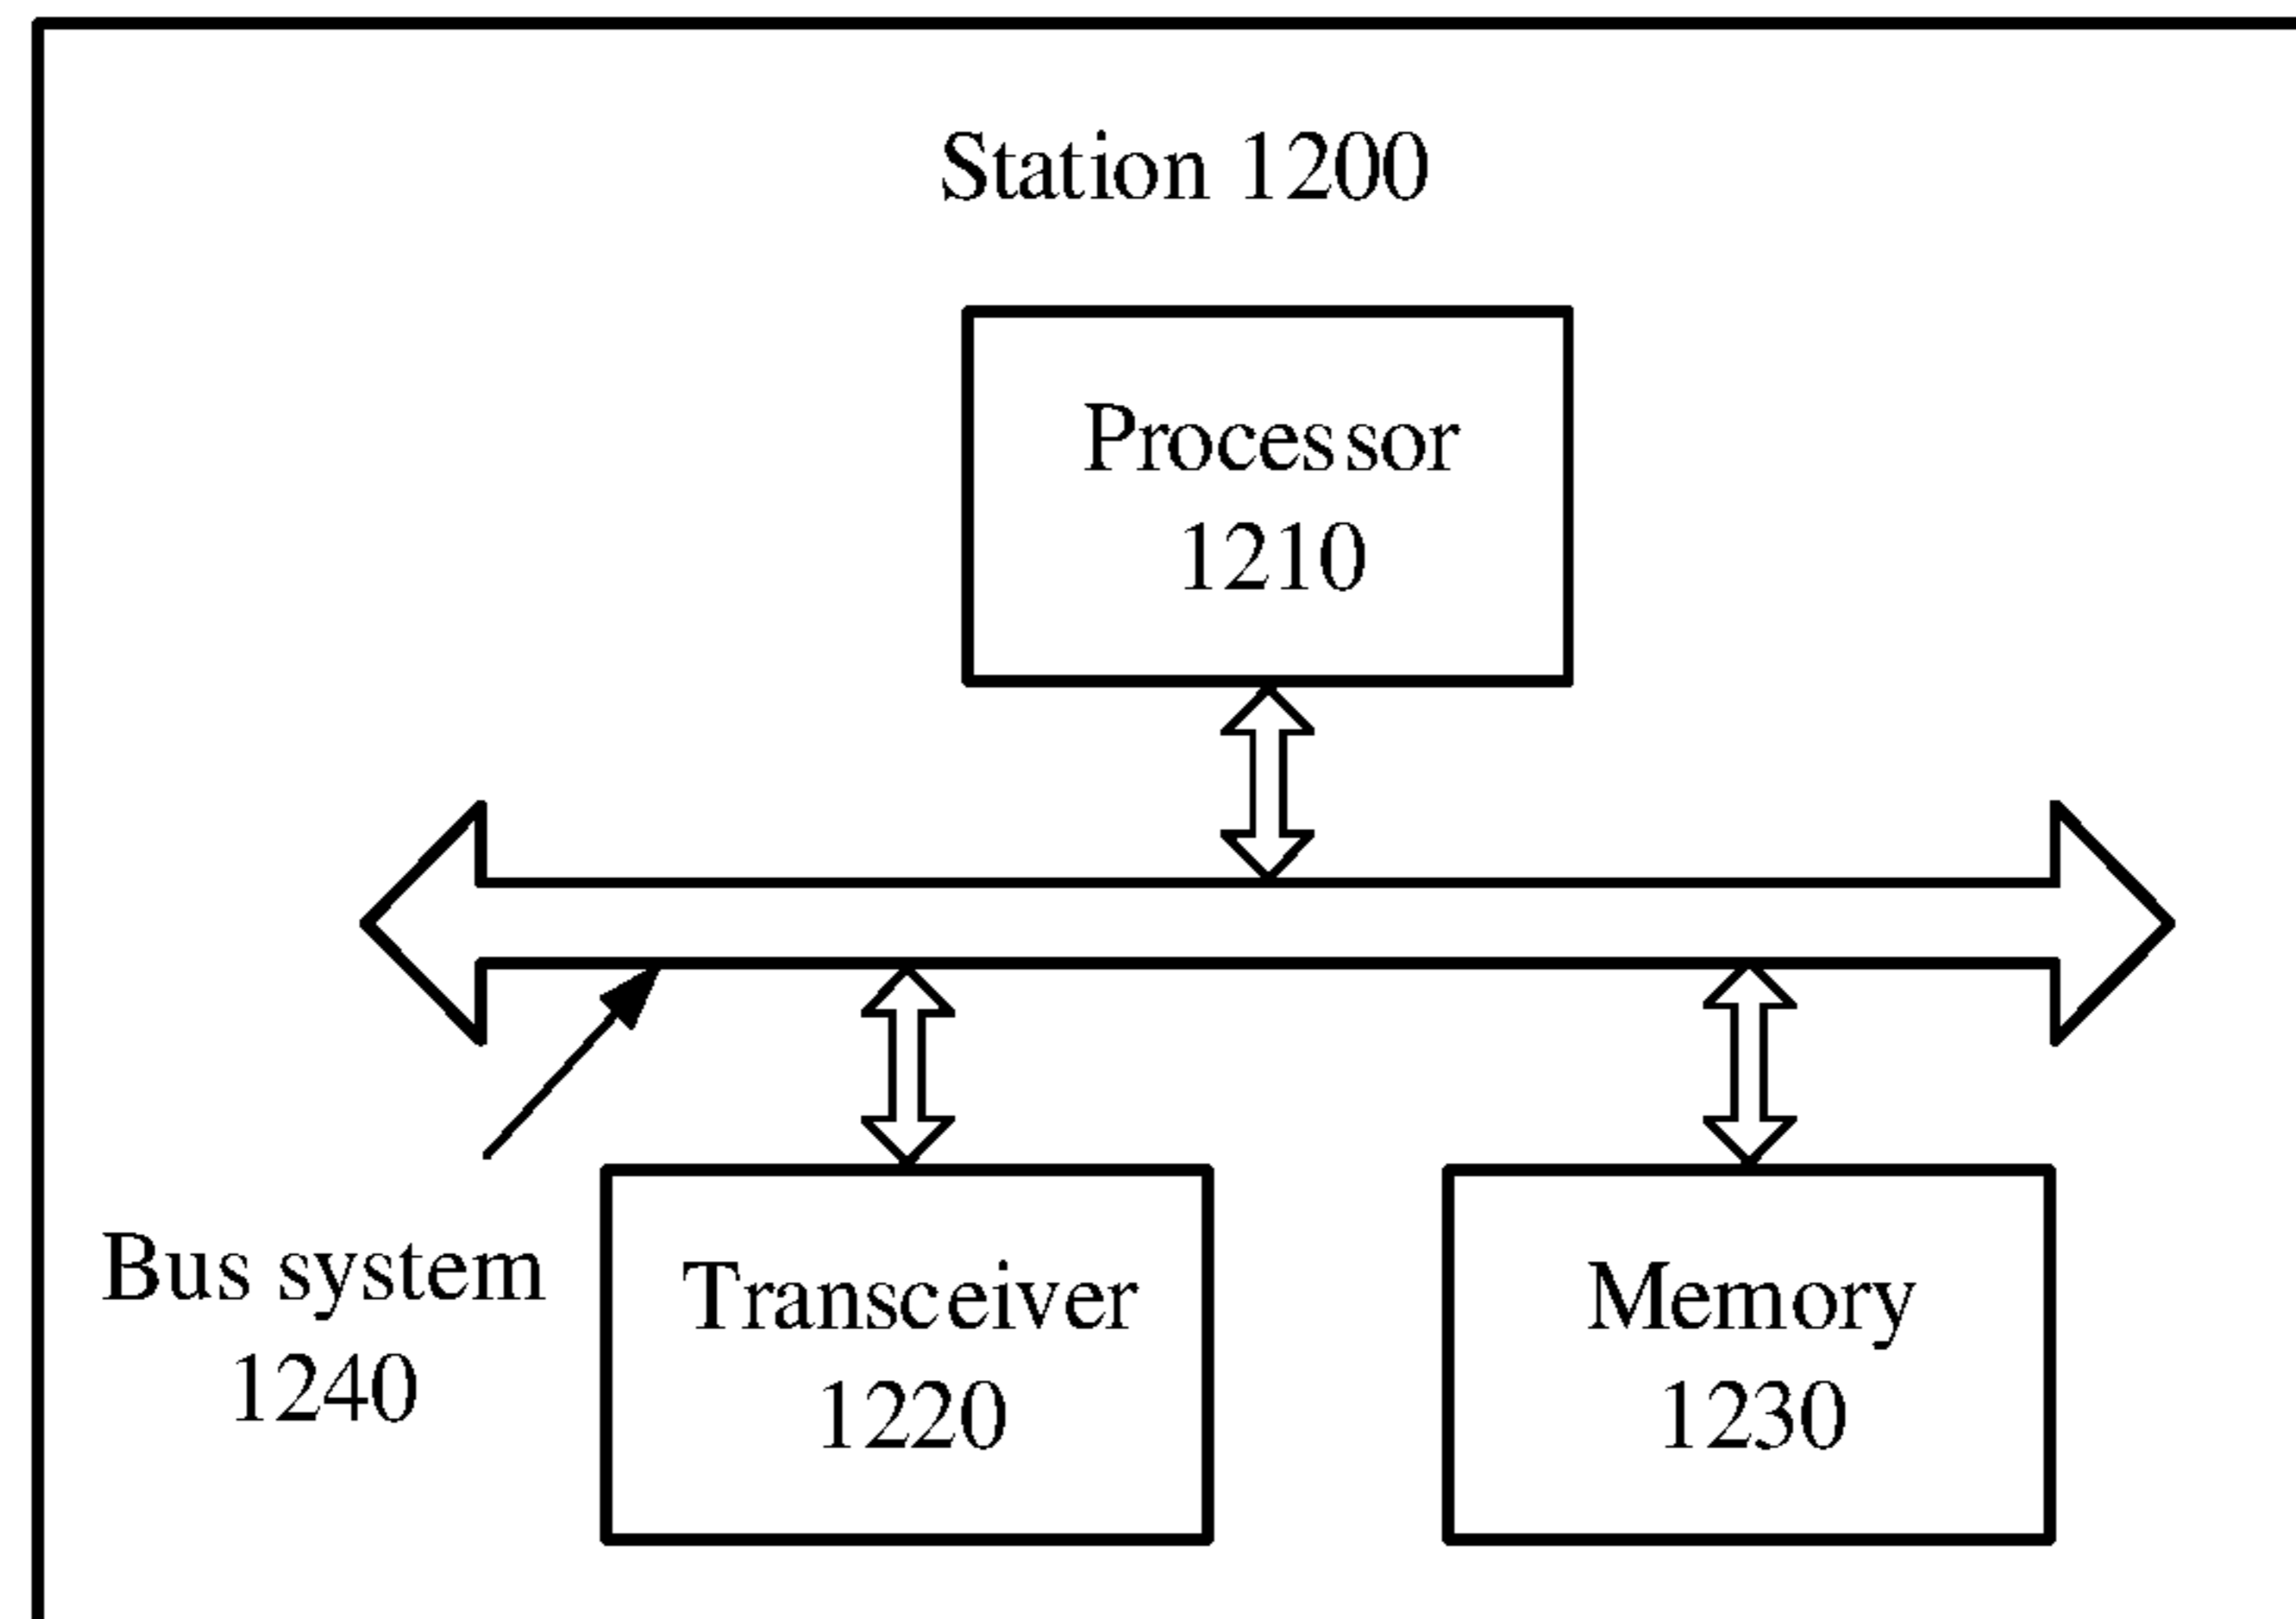 Station 1200
Processor
1210
Bus system
1240
Transceiver
1220
Memory
1230